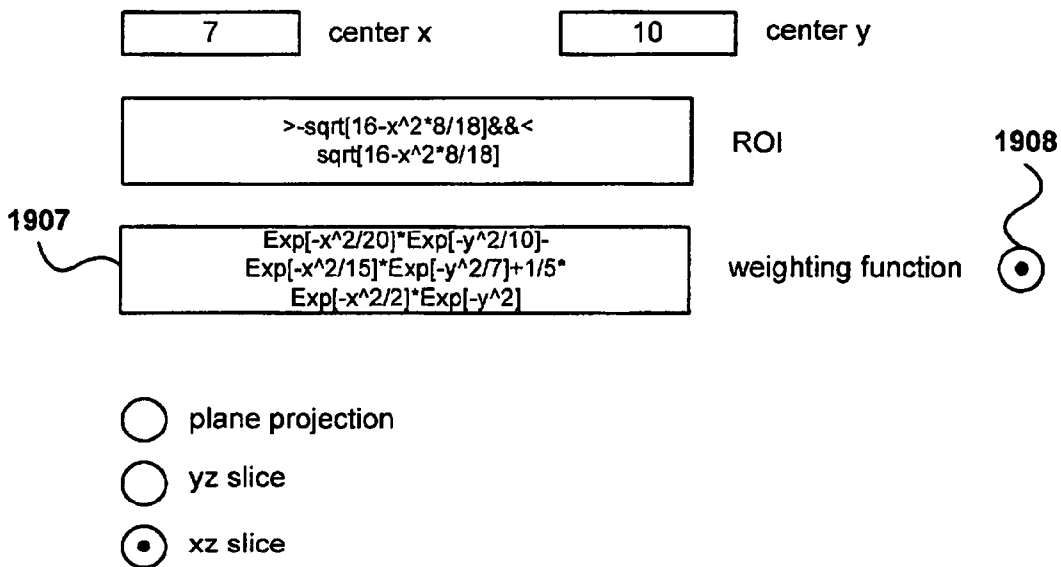 7 center x 10 center y
>-sqrt[16-x^2*8/18]&&<
sqrt[16-x^2*8/18]
ROI
1908
1907
Exp[-x^2/20]*Exp[-y^2/10]-
Exp[-x^2/15]*Exp[-y^2/7]+1/5*
Exp[-x^2/2]*Exp[-y^2]
weighting function
plane projection
yz slice
xz slice